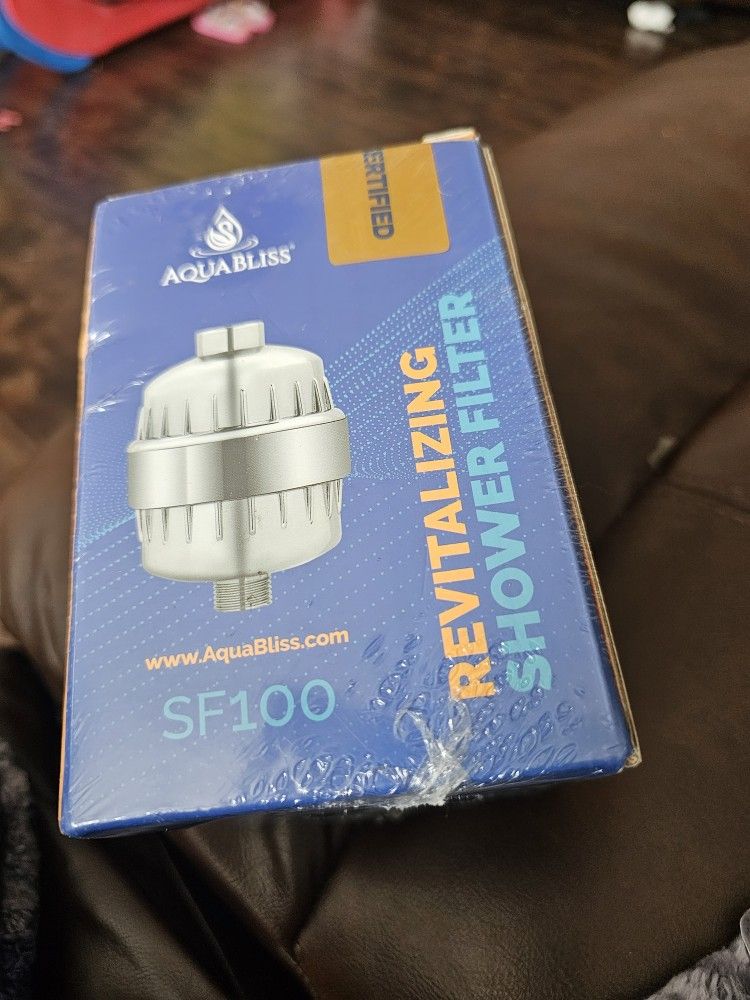 AQUABLISS®
CERTIFIED
REVITALIZING
SHOWER FILTER
www.AquaBliss.com
SF100